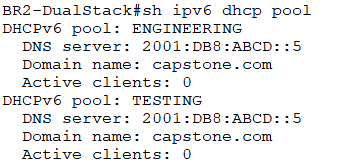 BR2-DualStack#sh ipv6 dhcp pool
DHCPv6 pool: ENGINEERING
  DNS server: 2001:DB8:ABCD::5
  Domain name: capstone.com
  Active clients: 0
DHCPv6 pool: TESTING
  DNS server: 2001:DB8:ABCD::5
  Domain name: capstone.com
  Active clients: 0